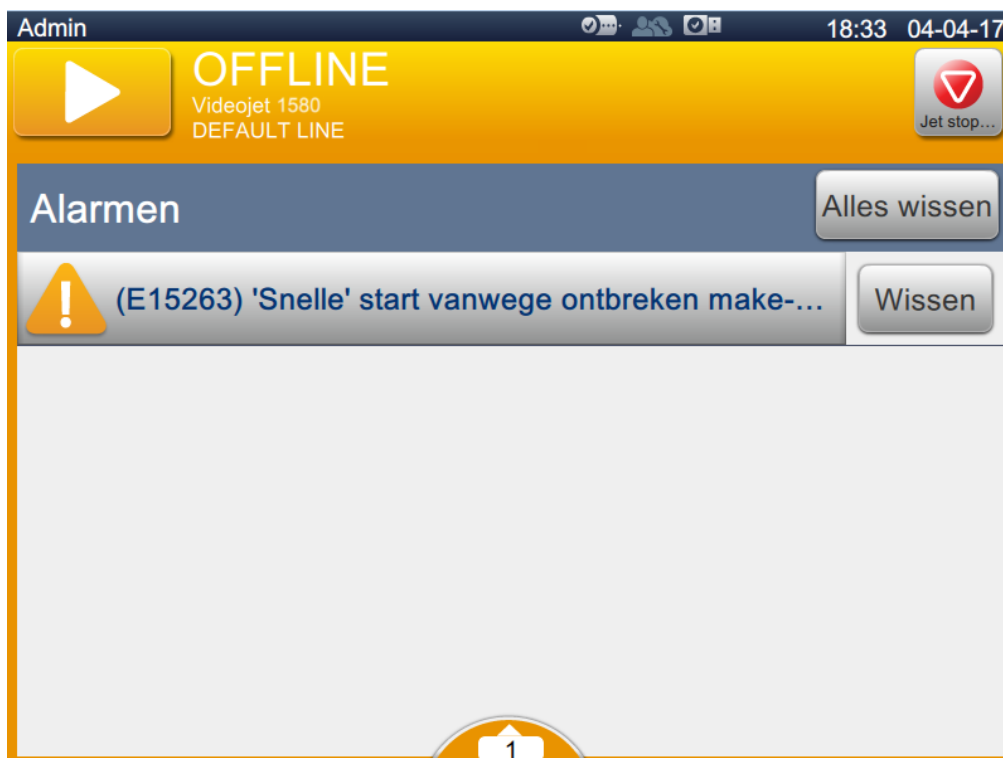 Admin
18:33 04-04-17
OFFLINE
Videojet 1580
DEFAULT LINE
Jet stop...
Alarmen
Alles wissen
(E15263) 'Snelle' start vanwege ontbreken make-...
Wissen
1